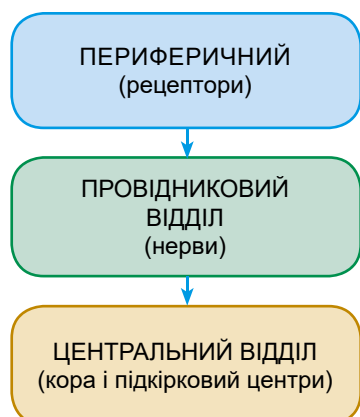 ПЕРИФЕРИЧНИЙ
(рецептори)
ПРОВІДНИКОВИЙ
ВІДДІЛ
(нерви)
ЦЕНТРАЛЬНИЙ ВІДДІЛ
(кора і підкірковий центри)